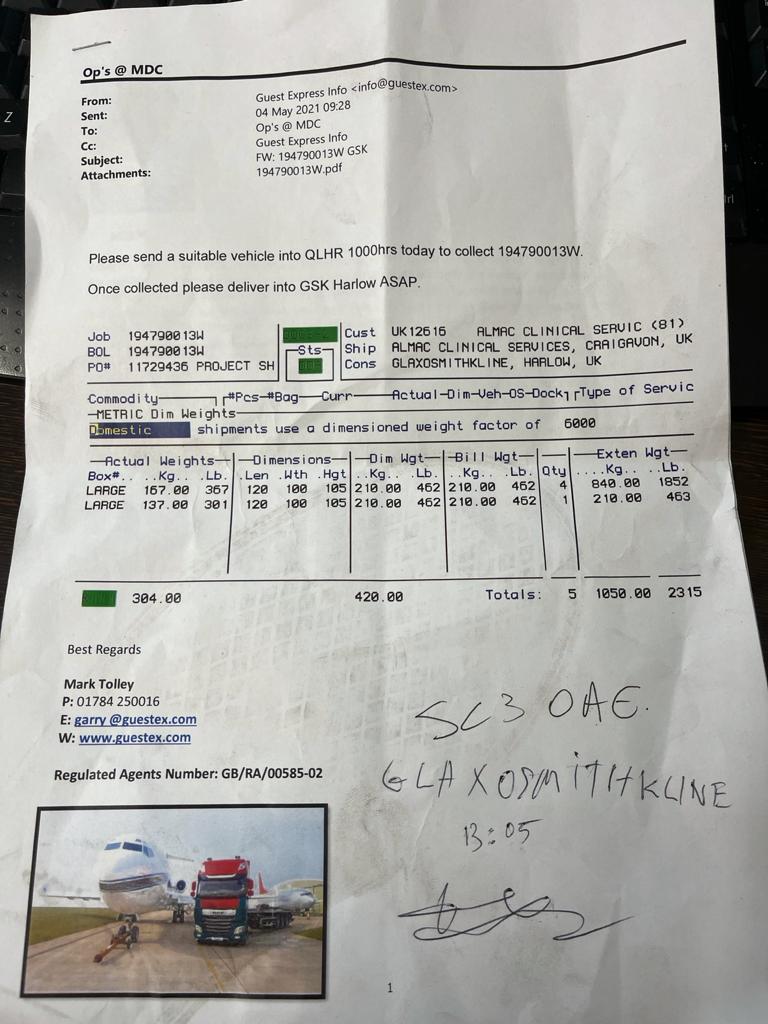 Op's @ MDC
From: Guest Express Info <info@guestex.com>
Sent: 04 May 2021 09:28
To: Op's @ MDC
Cc: Guest Express Info
Subject: FW: 194790013W GSK
Attachments: 194790013W.pdf
Please send a suitable vehicle into QLHR 1000hrs today to collect 194790013W.
Once collected please deliver into GSK Harlow ASAP.
Job 194790013W Cust UK12616 ALMAC CLINICAL SERVIC (81)
BOL 194790013W Sts Ship ALMAC CLINICAL SERVICES, CRAIGAVON, UK
PO# 11729436 PROJECT SH Cons GLAXOSMITHKLINE, HARLOW, UK
Commodity #Pcs-#Bag Curr Actual-Dim-Veh-OS-Dock Type of Servic
METRIC Dim Weights
Domestic shipments use a dimensioned weight factor of 6000
Actual Weights Dimensions Dim Wgt Bill Wgt Exten Wgt
Box#.. ..Kg.. .Lb. .Len .Wth .Hgt ..Kg.. .Lb. ..Kg.. .Lb. Qty ....Kg.. ..Lb.
LARGE 167.00 367 120 100 105 210.00 462 210.00 462 4 840.00 1852
LARGE 137.00 301 120 100 105 210.00 462 210.00 462 1 210.00 463
304.00 420.00 Totals: 5 1050.00 2315
Best Regards
Mark Tolley
P: 01784 250016
E: garry @guestex.com
W: www.guestex.com
Regulated Agents Number: GB/RA/00585-02
SC3 OAE.
GLAXOSMITHKLINE
13:05
1